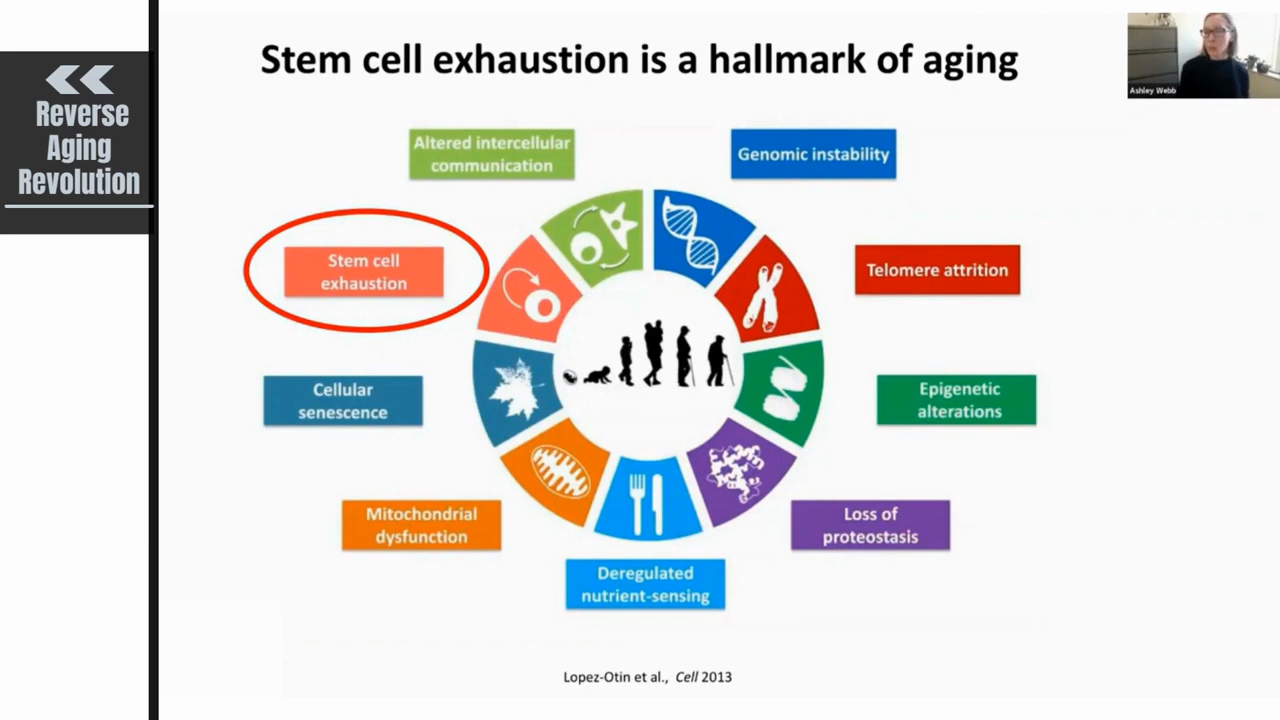 Reverse
Aging
Revolution
Stem cell exhaustion is a hallmark of aging
Ashley Webb
Altered intercellular
communication
Genomic instability
Stem cell
exhaustion
Telomere attrition
Cellular
senescence
Epigenetic
alterations
Mitochondrial
dysfunction
Loss of
proteostasis
Deregulated
nutrient-sensing
Lopez-Otin et al., Cell 2013